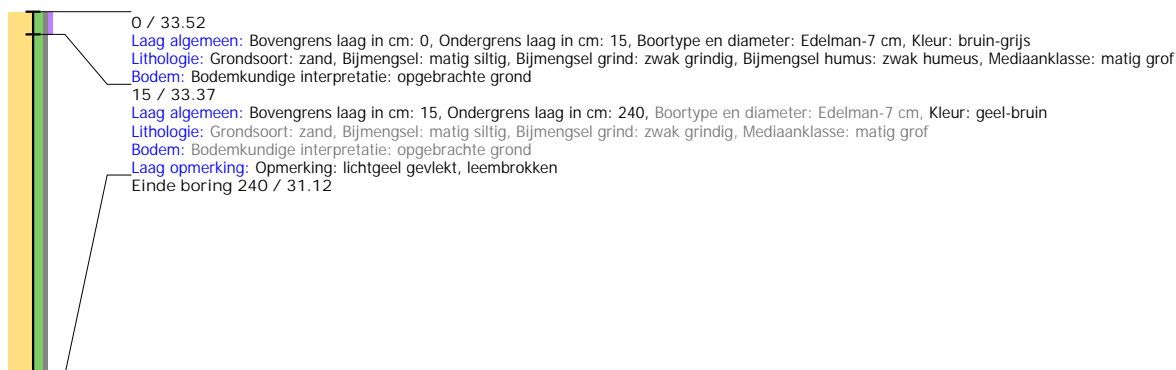 0 / 33.52
Laag algemeen: Bovengrens laag in cm: 0, Ondergrens laag in cm: 15, Boortype en diameter: Edelman-7 cm, Kleur: bruin-grijs
Lithologie: Grondsoort: zand, Bijmengsel: matig siltig, Bijmengsel grind: zwak grindig, Bijmengsel humus: zwak humeus, Mediaanklasse: matig grof
Bodem: Bodemkundige interpretatie: opgebrachte grond
15 / 33.37
Laag algemeen: Bovengrens laag in cm: 15, Ondergrens laag in cm: 240, Boortype en diameter: Edelman-7 cm, Kleur: geel-bruin
Lithologie: Grondsoort: zand, Bijmengsel: matig siltig, Bijmengsel grind: zwak grindig, Mediaanklasse: matig grof
Bodem: Bodemkundige interpretatie: opgebrachte grond
Laag opmerking: Opmerking: lichtgeel gevlekt, leembrokken
Einde boring 240 / 31.12